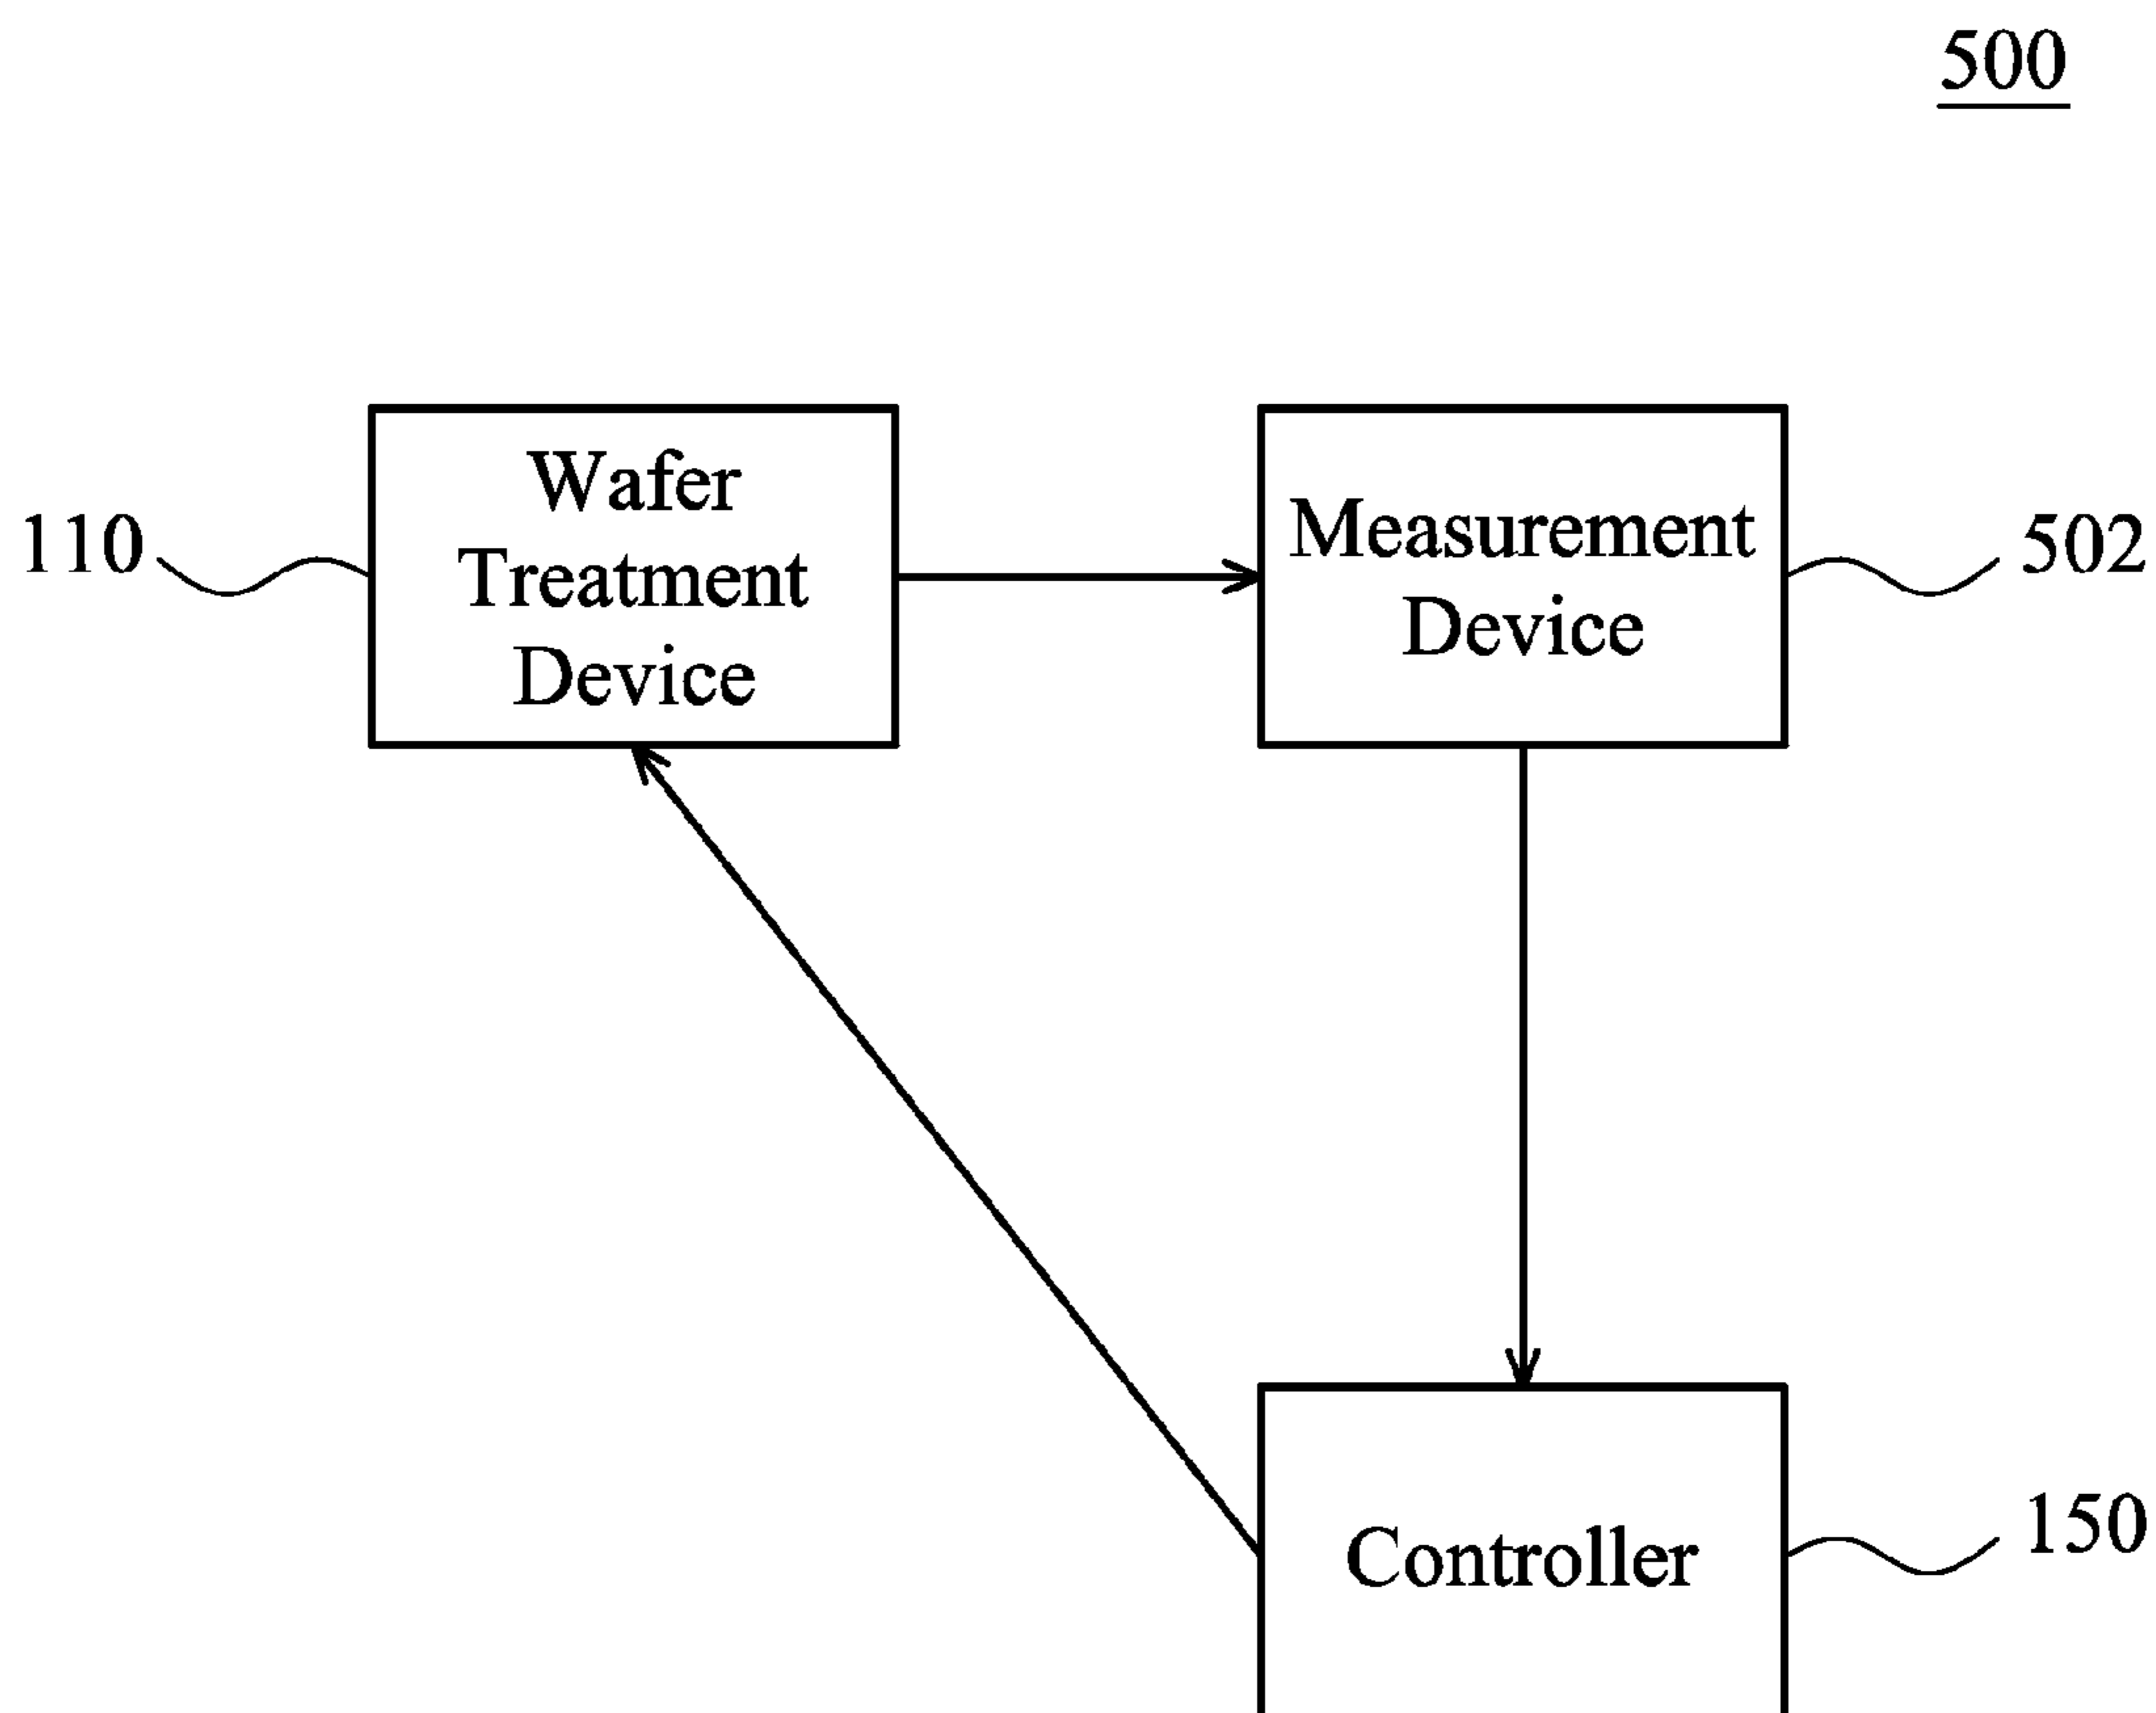 500
Wafer
Treatment
Device
110
Measurement
Device
502
Controller
150